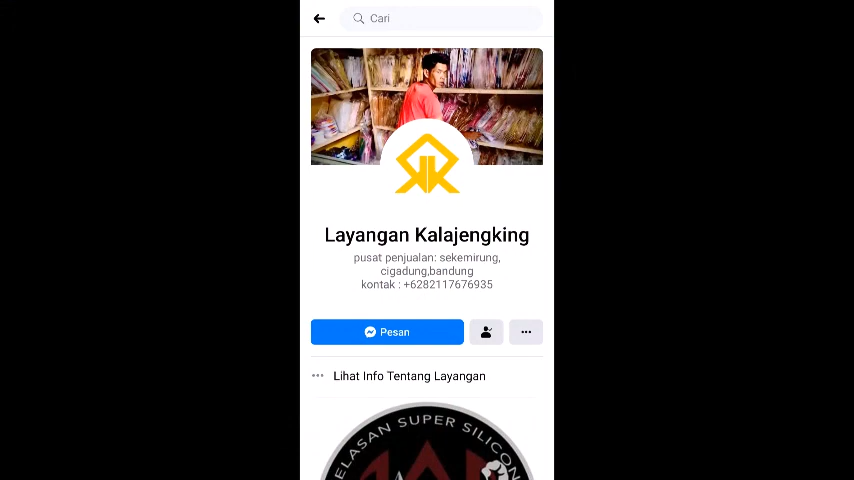 Cari
Layangan Kalajengking
pusat penjualan: sekemirung,
cigadung,bandung
kontak : +6282117676935
Pesan
Lihat Info Tentang Layangan
ELASAN SUPER SILICON